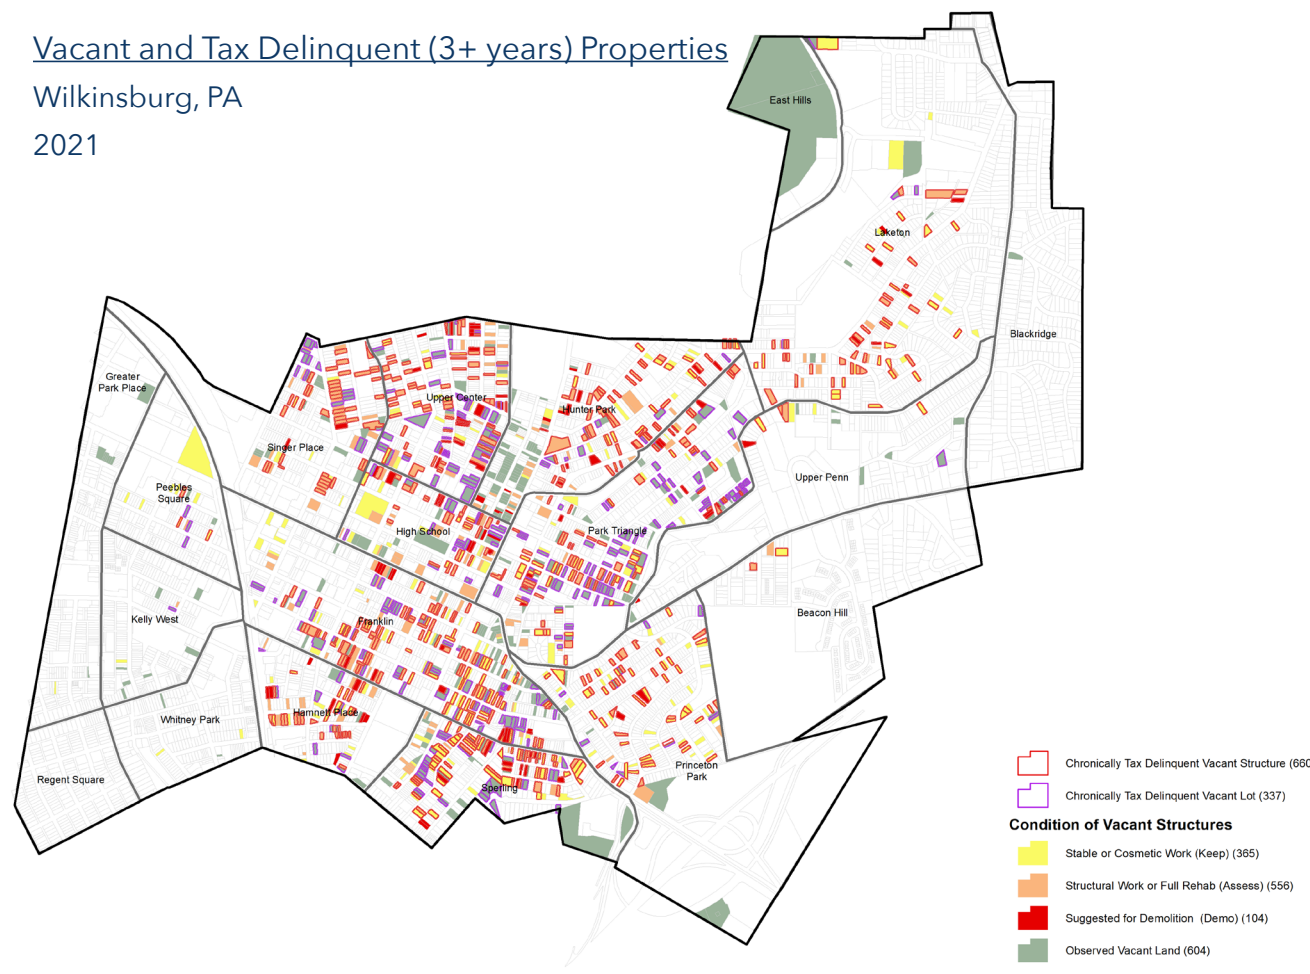 Vacant and Tax Delinquent (3+ years) Properties
Wilkinsburg, PA
2021
East Hills
Laketon
Blackridge
Greater
Park Place
Upper Center
Hunter Park
Singer Place
Upper Penn
Peebles
Square
High School
Park Triangle
Beacon Hill
Kelly West
Franklin
Whitney Park
Hamnett Place
Princeton
Park
Regent Square
Sperling
Chronically Tax Delinquent Vacant Structure (660
Chronically Tax Delinquent Vacant Lot (337)
Condition of Vacant Structures
Stable or Cosmetic Work (Keep) (365)
Structural Work or Full Rehab (Assess) (556)
Suggested for Demolition (Demo) (104)
Observed Vacant Land (604)